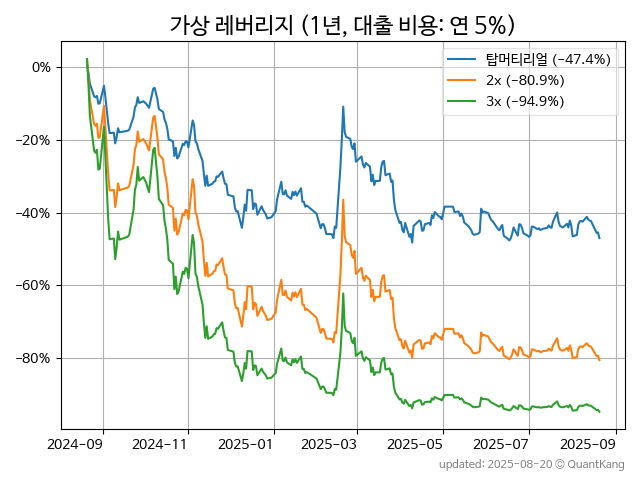 가상 레버리지 (1년, 대출 비용: 연 5%)
탑머티리얼 (−47.4%)
2x (−80.9%)
3x (−94.9%)
0%
−20%
−40%
−60%
−80%
2024-09 2024-11 2025-01 2025-03 2025-05 2025-07 2025-09
updated: 2025-08-20 © QuantKang